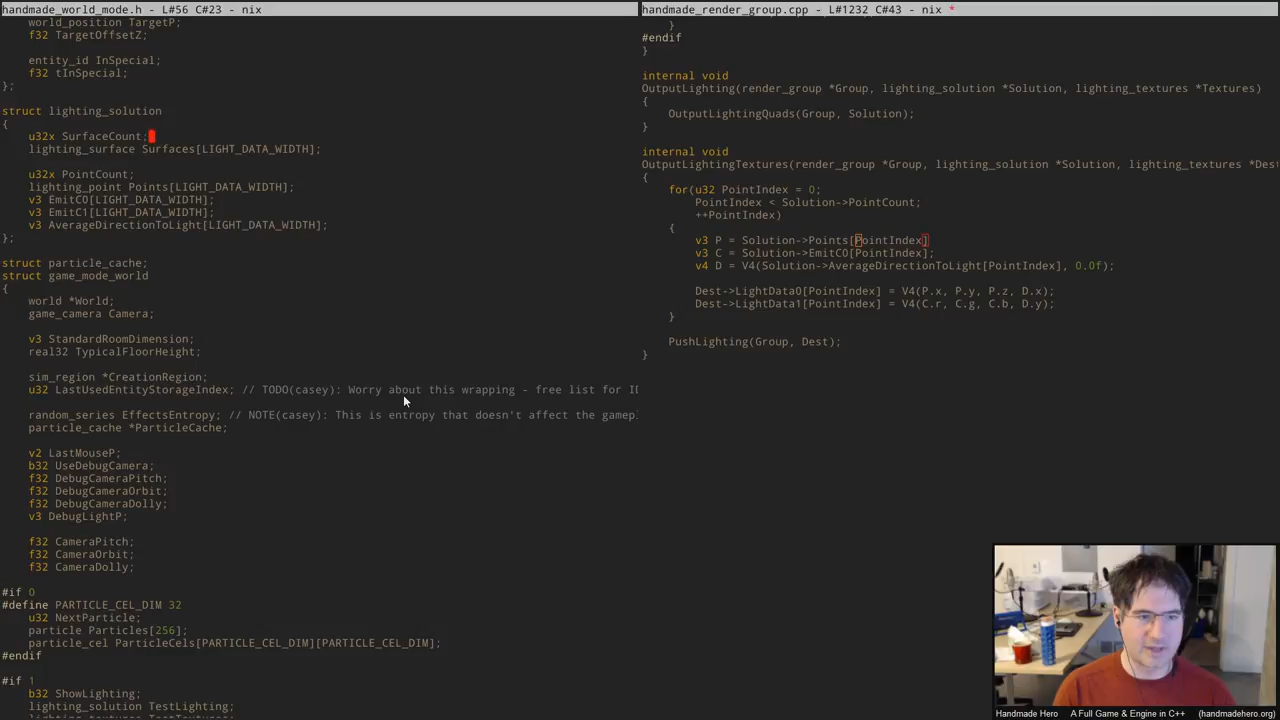 handmade_world_mode.h - L#56 C#23 - nix
world_position TargetP;
f32 TargetOffsetZ;
entity_id InSpecial;
f32 tInSpecial;
};
struct lighting_solution
{
u32x SurfaceCount;
lighting_surface Surfaces[LIGHT_DATA_WIDTH];
u32x PointCount;
lighting_point Points[LIGHT_DATA_WIDTH];
v3 EmitC0[LIGHT_DATA_WIDTH];
v3 EmitC1[LIGHT_DATA_WIDTH];
v3 AverageDirectionToLight[LIGHT_DATA_WIDTH];
};
struct particle_cache;
struct game_mode_world
{
world *World;
game_camera Camera;
v3 StandardRoomDimension;
real32 TypicalFloorHeight;
sim_region *CreationRegion;
u32 LastUsedEntityStorageIndex; // TODO(casey): Worry about this wrapping - free list for ID
random_series EffectsEntropy; // NOTE(casey): This is entropy that doesn't affect the gamepl
particle_cache *ParticleCache;
v2 LastMouseP;
b32 UseDebugCamera;
f32 DebugCameraPitch;
f32 DebugCameraOrbit;
f32 DebugCameraDolly;
v3 DebugLightP;
f32 CameraPitch;
f32 CameraOrbit;
f32 CameraDolly;
#if 0
#define PARTICLE_CEL_DIM 32
u32 NextParticle;
particle Particles[256];
particle_cel ParticleCels[PARTICLE_CEL_DIM][PARTICLE_CEL_DIM];
#endif
#if 1
b32 ShowLighting;
lighting_solution TestLighting;
lighting_textures TestTextures;
handmade_render_group.cpp - L#1232 C#43 - nix *
}
#endif
}
internal void
OutputLighting(render_group *Group, lighting_solution *Solution, lighting_textures *Textures)
{
OutputLightingQuads(Group, Solution);
}
internal void
OutputLightingTextures(render_group *Group, lighting_solution *Solution, lighting_textures *Dest
{
for(u32 PointIndex = 0;
PointIndex < Solution->PointCount;
++PointIndex)
{
v3 P = Solution->Points[PointIndex]
v3 C = Solution->EmitC0[PointIndex];
v4 D = V4(Solution->AverageDirectionToLight[PointIndex], 0.0f);
Dest->LightData0[PointIndex] = V4(P.x, P.y, P.z, D.x);
Dest->LightData1[PointIndex] = V4(C.r, C.g, C.b, D.y);
}
PushLighting(Group, Dest);
}
Handmade Hero A Full Game & Engine in C++ (handmadehero.org)